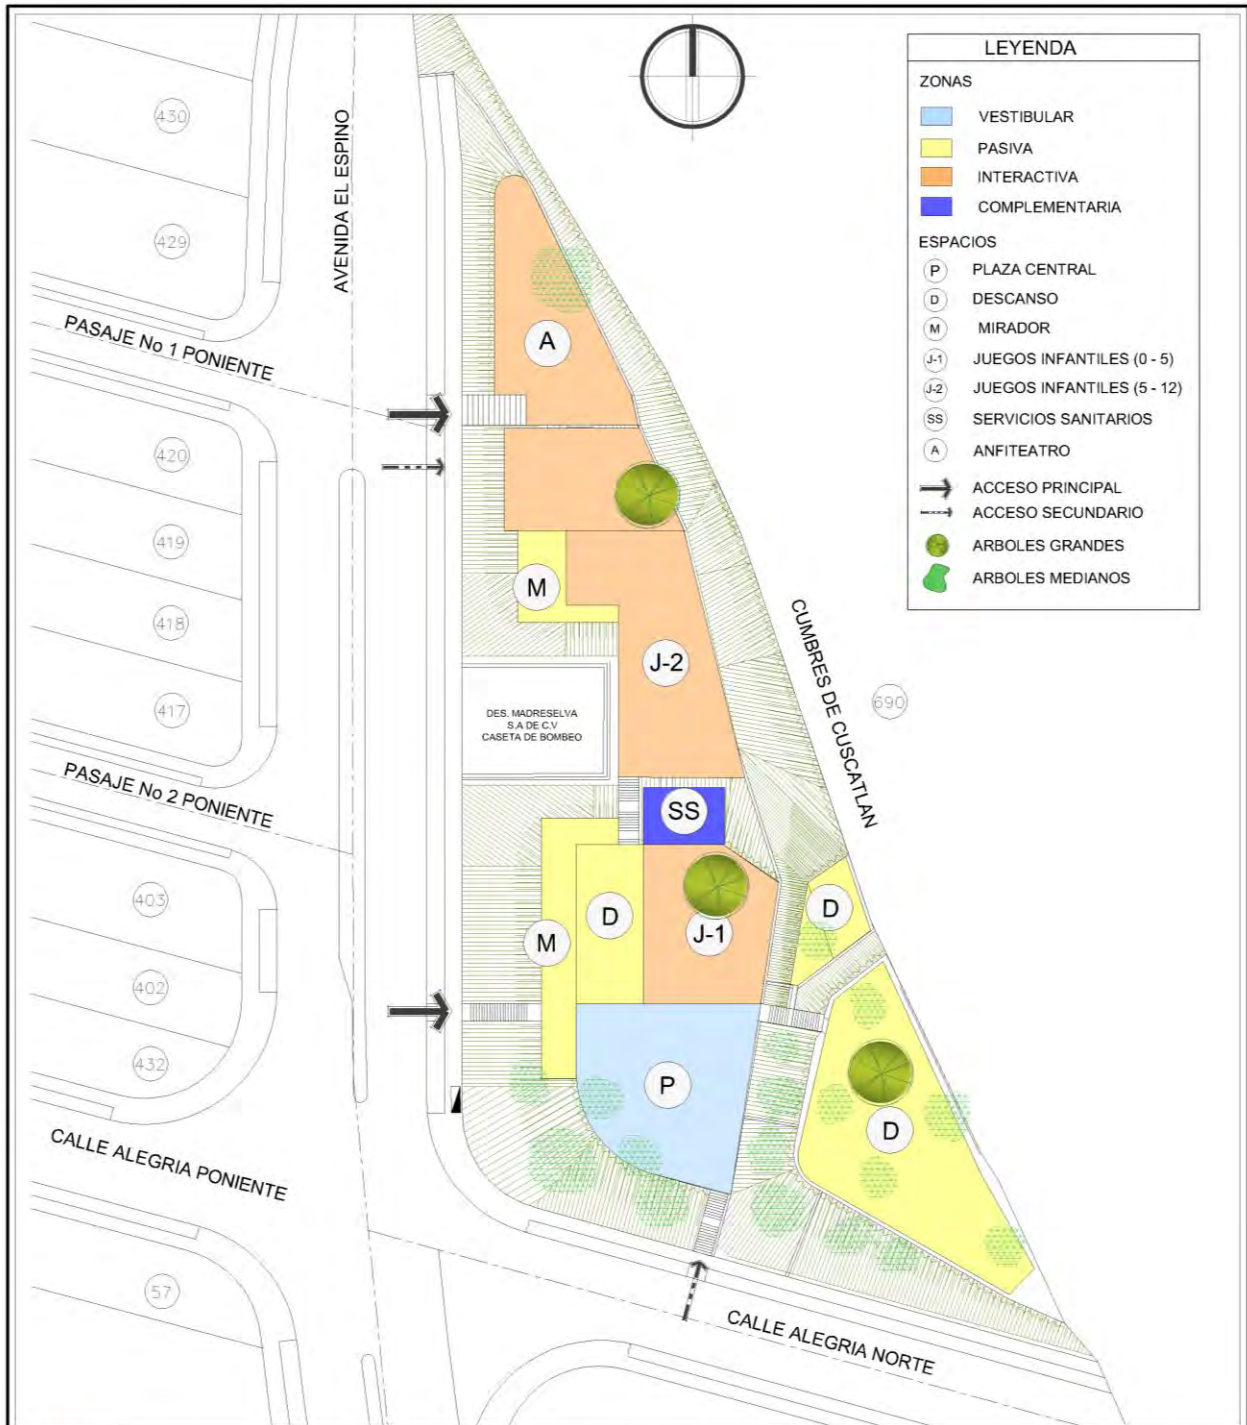 LEYENDA
ZONAS
VESTIBULAR
PASIVA
INTERACTIVA
COMPLEMENTARIA
ESPACIOS
P PLAZA CENTRAL
D DESCANSO
M MIRADOR
J-1 JUEGOS INFANTILES (0 - 5)
J-2 JUEGOS INFANTILES (5 - 12)
SS SERVICIOS SANITARIOS
A ANFITEATRO
ACCESO PRINCIPAL
ACCESO SECUNDARIO
ARBOLES GRANDES
ARBOLES MEDIANOS
430
429
AVENIDA EL ESPINO
PASAJE No 1 PONIENTE
A
420
419
418
417
M
J-2
DES. MADRESELVA
S.A DE C.V
CASETA DE BOMBEO
CUMBRES DE CUSCATLAN
690
PASAJE No 2 PONIENTE
SS
403
402
432
M
D
J-1
D
P
D
CALLE ALEGRIA PONIENTE
57
CALLE ALEGRIA NORTE